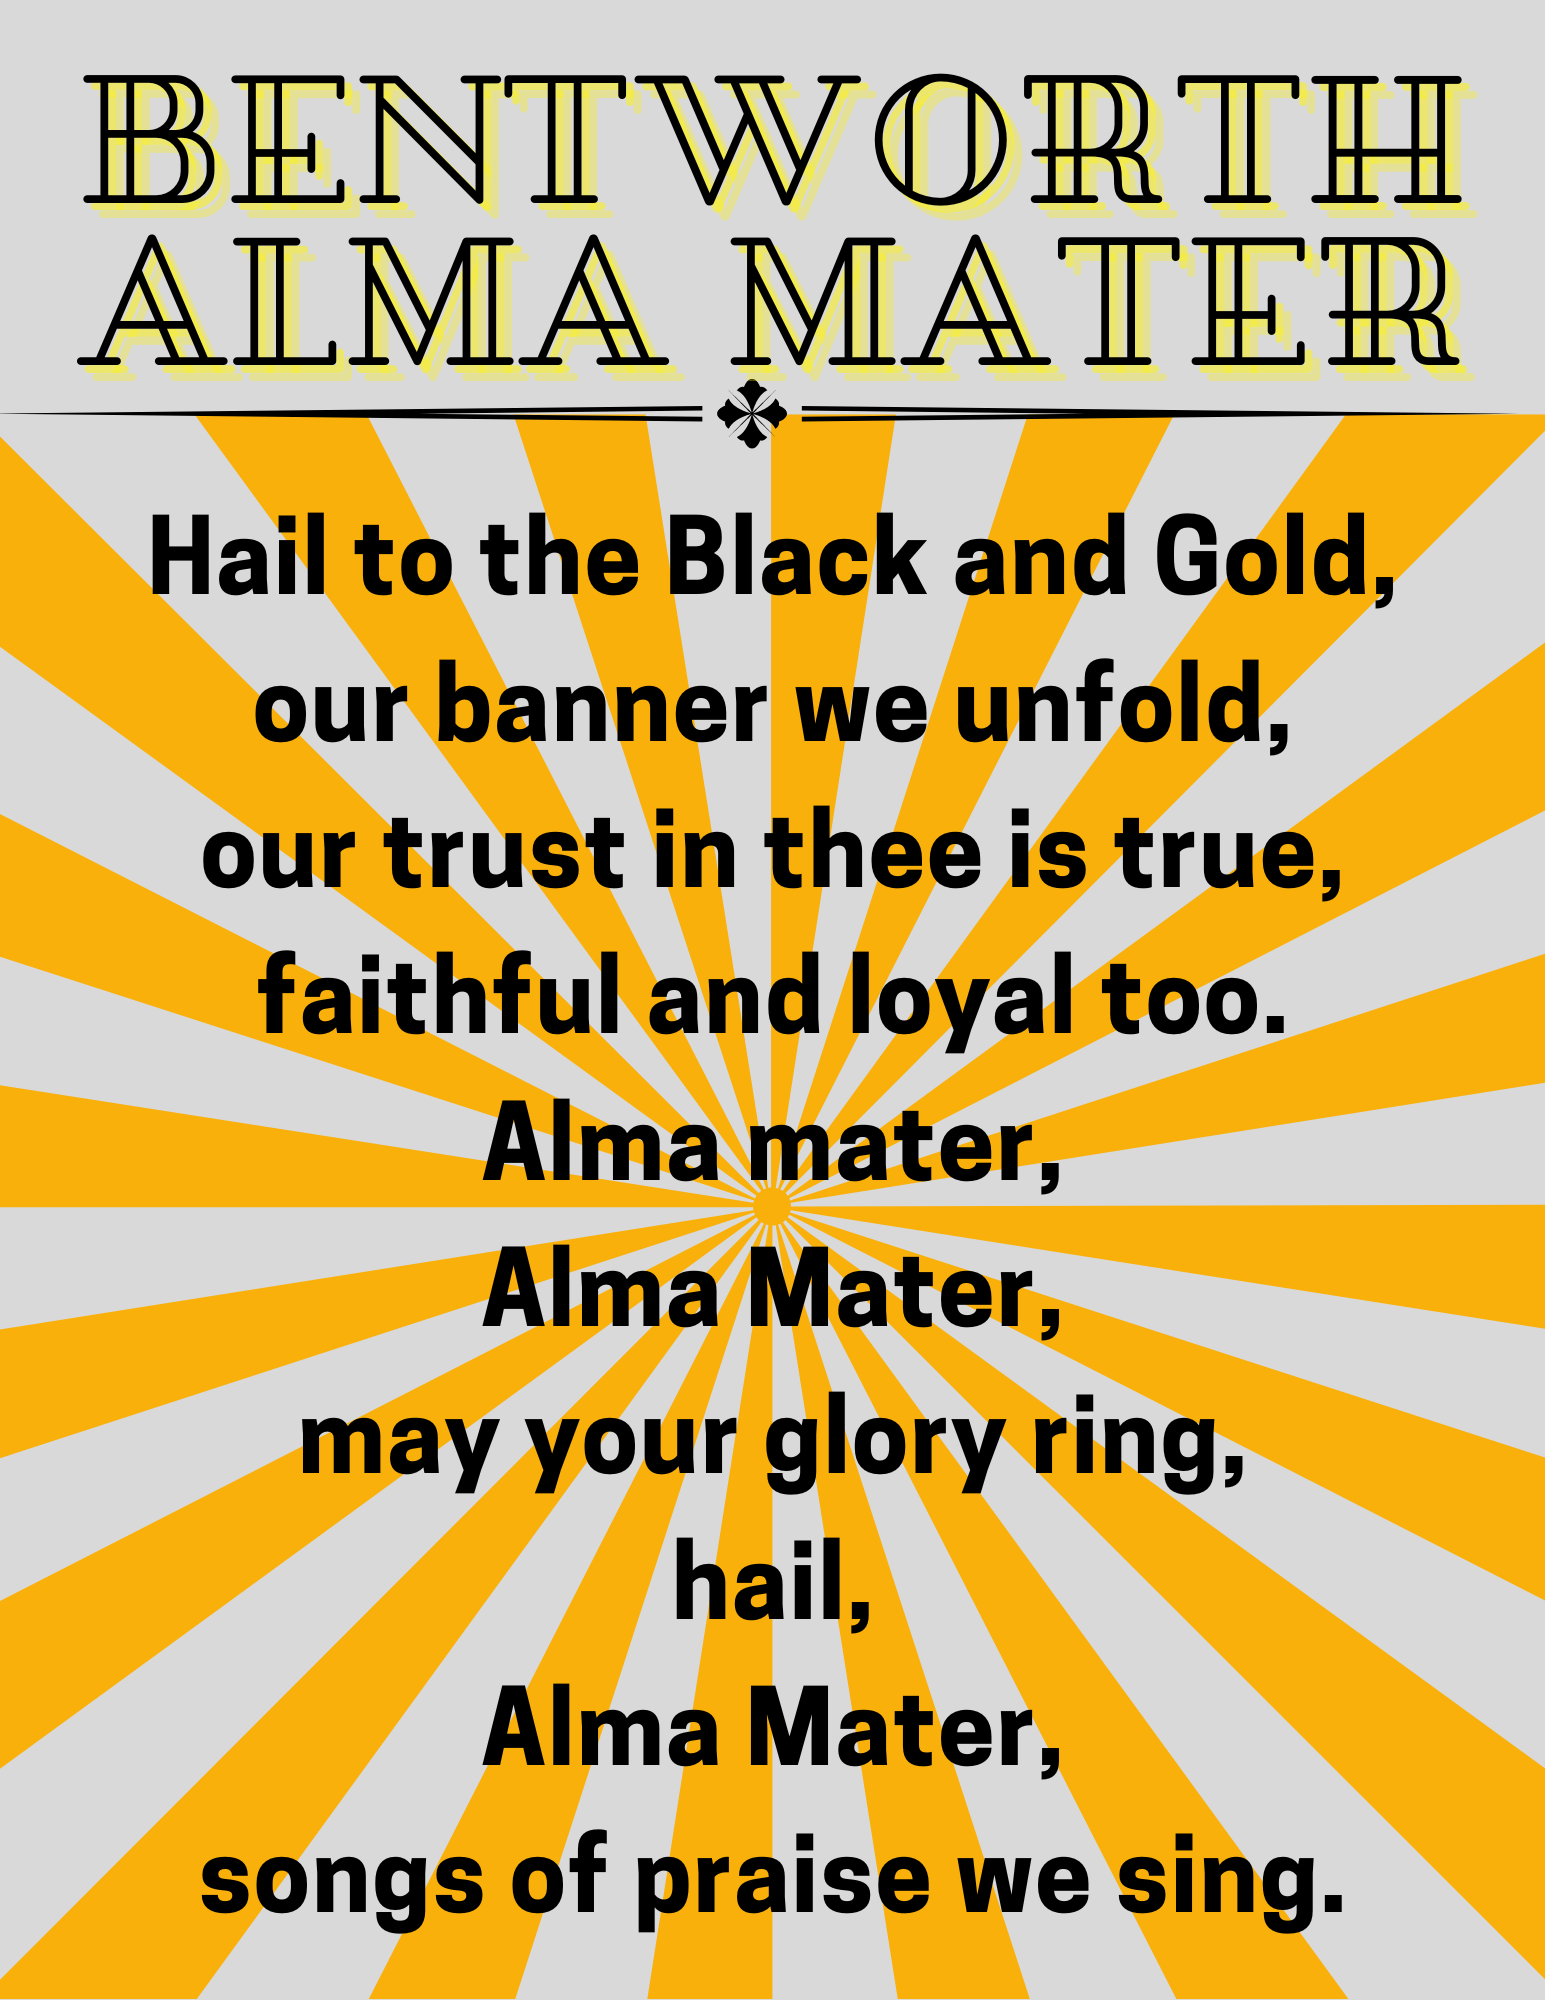 BENTWORTH
ALMA MATER
Hail to the Black and Gold,
our banner we unfold,
our trust in thee is true,
faithful and loyal too.
Alma mater,
Alma Mater,
may your glory ring,
hail,
Alma Mater,
songs of praise we sing.